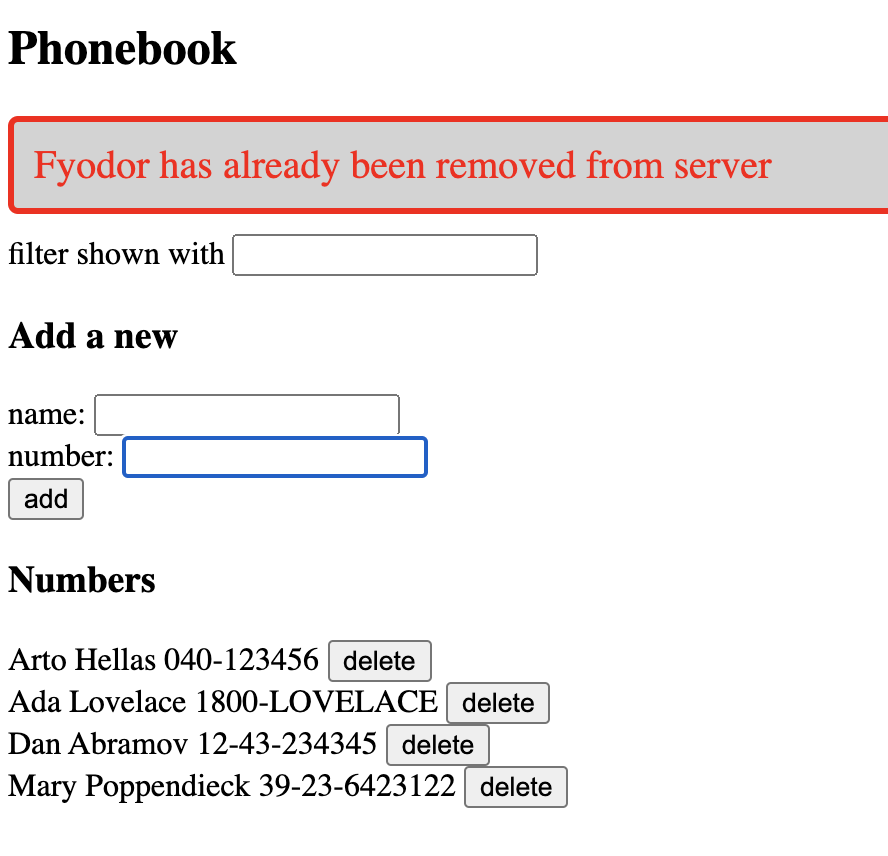 Phonebook
Fyodor has already been removed from server
filter shown with
Add a new
name:
number:
add
Numbers
Arto Hellas 040-123456 delete
Ada Lovelace 1800-LOVELACE delete
Dan Abramov 12-43-234345 delete
Mary Poppendieck 39-23-6423122 delete